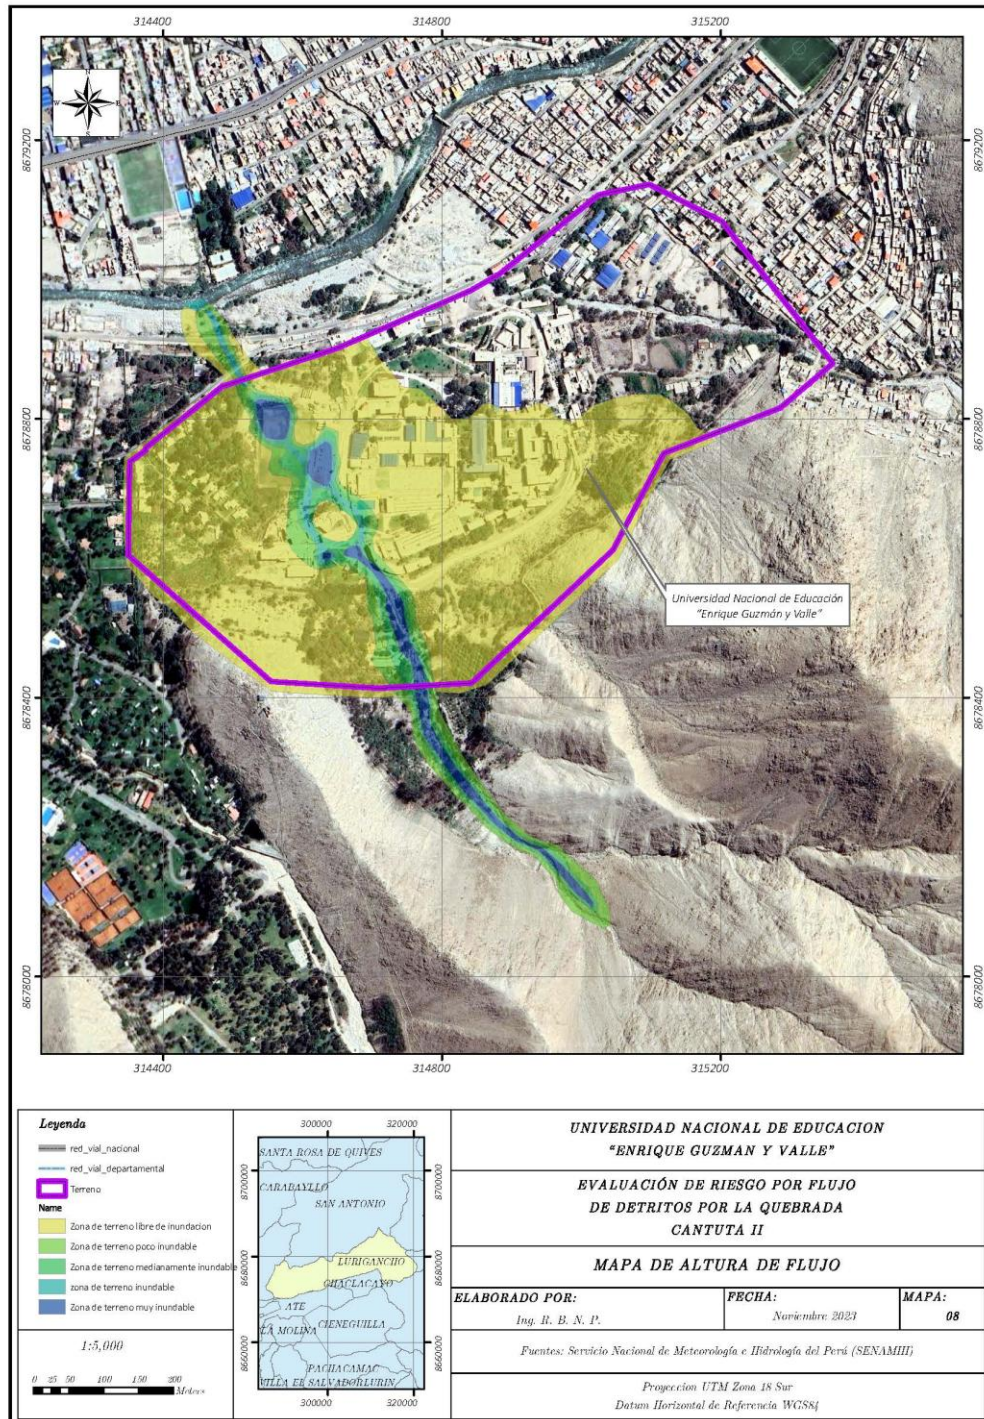 314400
314800
315200
N
W
E
S
8679200
8679200
8678800
8678800
Universidad Nacional de Educación
"Enrique Guzmán y Valle"
8678400
8678400
8678000
8678000
314400
314800
315200
Leyenda
red_vial_nacional
red_vial_departamental
Terreno
Name
Zona de terreno libre de inundacion
Zona de terreno poco inundable
Zona de terreno medianamente inundable
zona de terreno inundable
Zona de terreno muy inundable
1:5,000
0 25 50 100 150 200
Meters
300000
320000
8700000
8700000
8680000
8680000
8660000
8660000
SANTA ROSA DE QUIVES
CARABAYLLO
SAN ANTONIO
LURIGANCHO
CHACLACAYO
ATE
LA MOLINA
CIENEGUILLA
PACHACAMAC
VILLA EL SALVADOR
LURIN
300000
320000
UNIVERSIDAD NACIONAL DE EDUCACION
"ENRIQUE GUZMAN Y VALLE"
EVALUACIÓN DE RIESGO POR FLUJO
DE DETRITOS POR LA QUEBRADA
CANTUTA II
MAPA DE ALTURA DE FLUJO
ELABORADO POR:
Ing. R. B. N. P.
FECHA:
Noviembre 2023
MAPA:
08
Fuentes: Servicio Nacional de Meteorología e Hidrología del Perú (SENAMHI)
Proyeccion UTM Zona 18 Sur
Datum Horizontal de Referencia WGS84